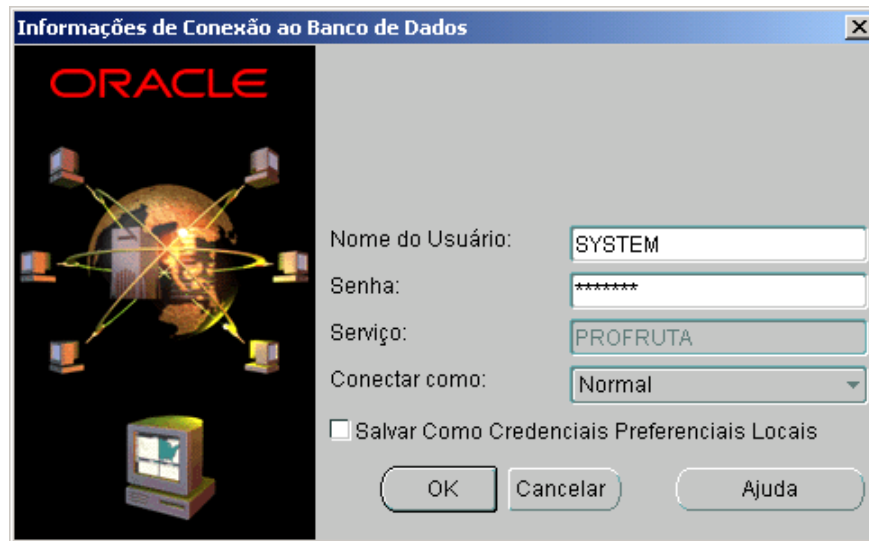 Informações de Conexão ao Banco de Dados
ORACLE
Nome do Usuário: SYSTEM
Senha: *******
Serviço: PROFRUTA
Conectar como: Normal
Salvar Como Credenciais Preferenciais Locais
OK Cancelar Ajuda